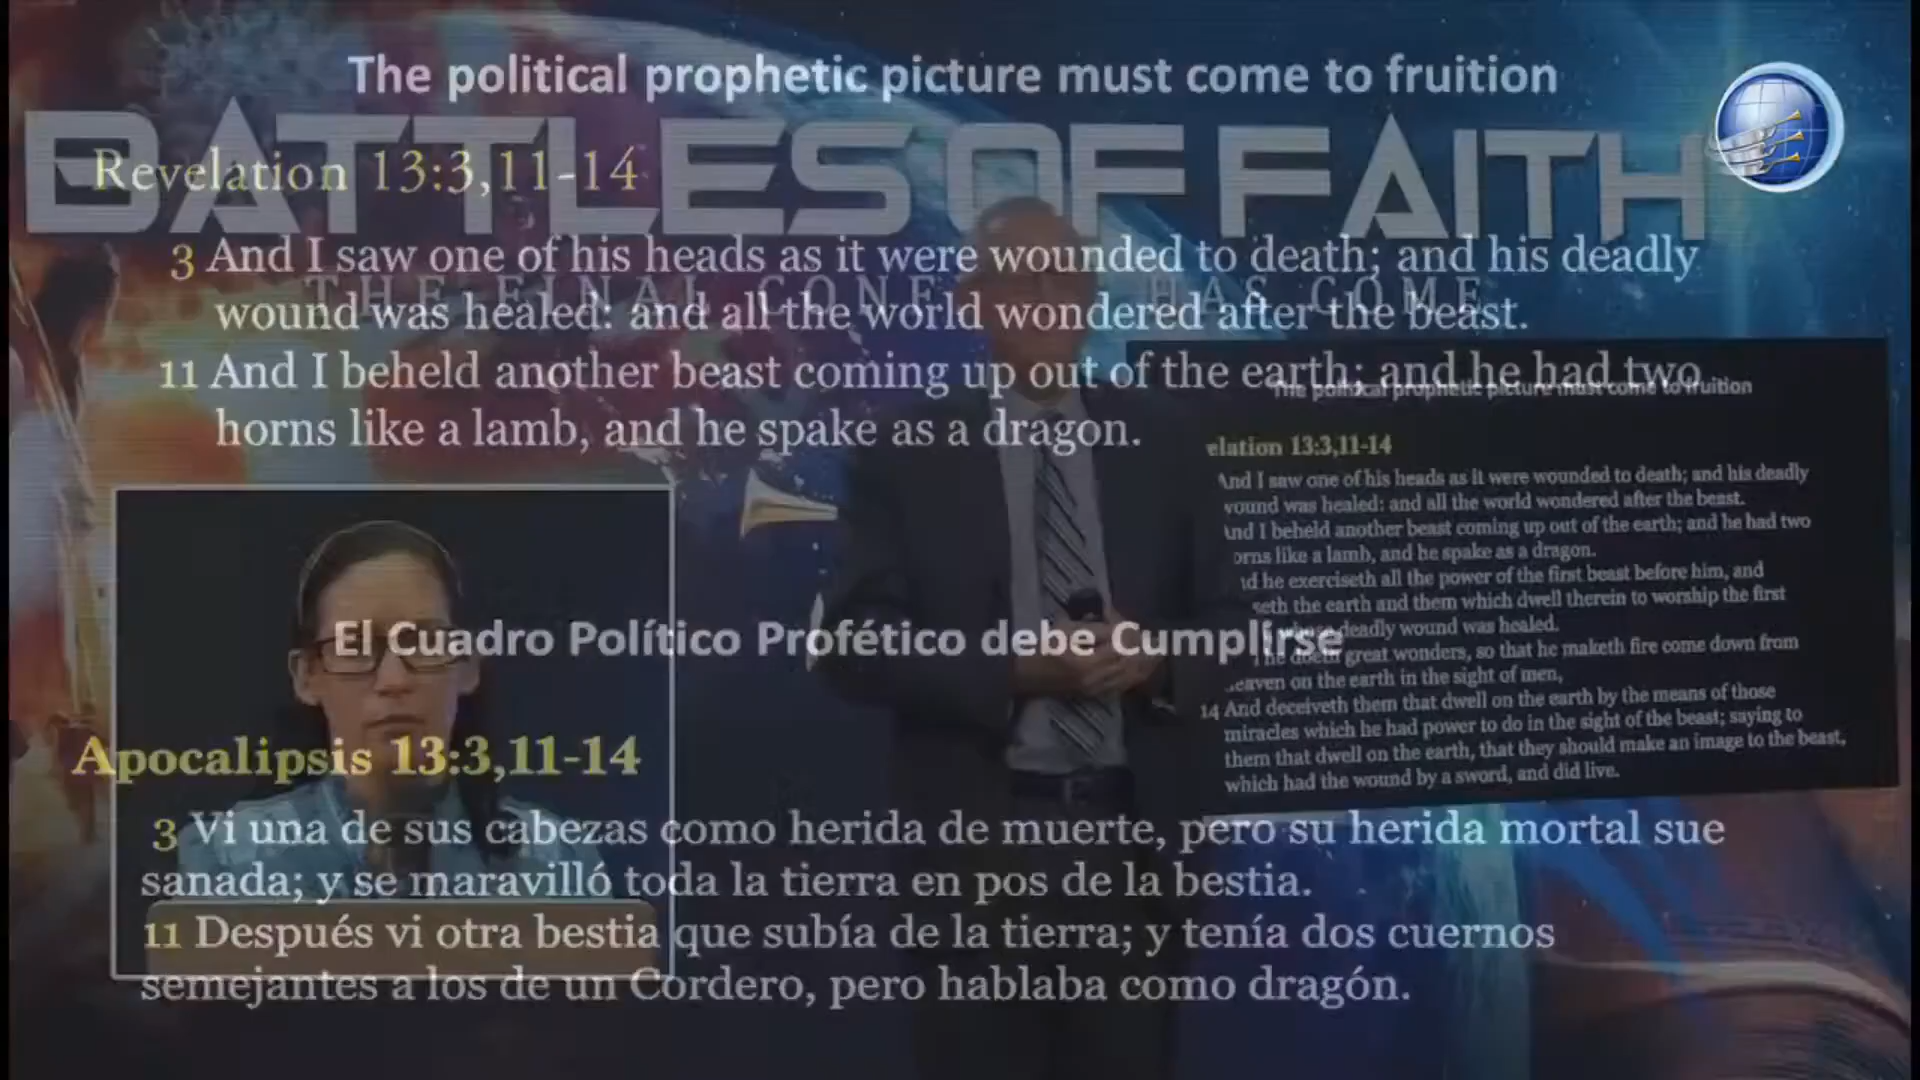 The political prophetic picture must come to fruition
BATTLES OF FAITH
Revelation 13:3,11-14
3 And I saw one of his heads as it were wounded to death; and his deadly
wound was healed: and all the world wondered after the beast.
THE FINAL HAS COME
11 And I beheld another beast coming up out of the earth; and he had two
horns like a lamb, and he spake as a dragon.
The political prophetic picture must come to fruition
elation 13:3,11-14
And I saw one of his heads as it were wounded to death; and his deadly
wound was healed: and all the world wondered after the beast.
And I beheld another beast coming up out of the earth; and he had two
orns like a lamb, and he spake as a dragon.
nd he exerciseth all the power of the first beast before him, and
seth the earth and them which dwell therein to worship the first
whose deadly wound was healed.
he doeth great wonders, so that he maketh fire come down from
eaven on the earth in the sight of men,
14 And deceiveth them that dwell on the earth by the means of those
miracles which he had power to do in the sight of the beast; saying to
them that dwell on the earth, that they should make an image to the beast,
which had the wound by a sword, and did live.
El Cuadro Político Profético debe Cumplirse
Apocalipsis 13:3,11-14
3 Vi una de sus cabezas como herida de muerte, pero su herida mortal sue
sanada; y se maravilló toda la tierra en pos de la bestia.
11 Después vi otra bestia que subía de la tierra; y tenía dos cuernos
semejantes a los de un Cordero, pero hablaba como dragón.